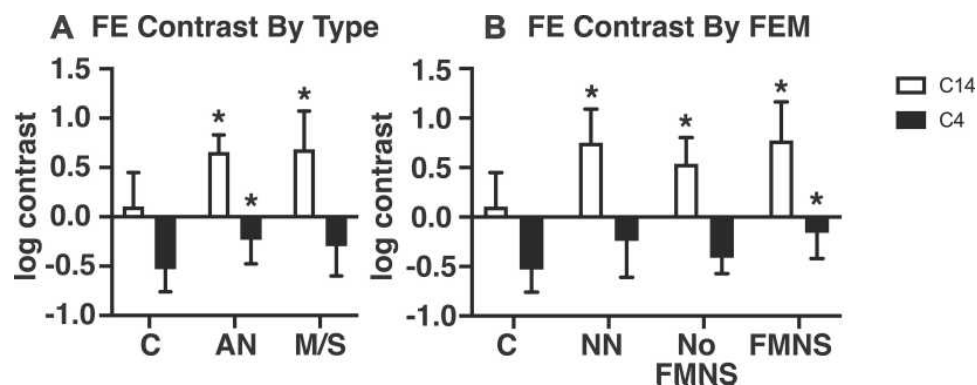 A FE Contrast By Type
B FE Contrast By FEM
log contrast
1.5
1.0
0.5
0.0
-0.5
-1.0
*
*
*
C
AN
M/S
log contrast
1.5
1.0
0.5
0.0
-0.5
-1.0
*
*
*
*
C
NN
No
FMNS
FMNS
C14
C4